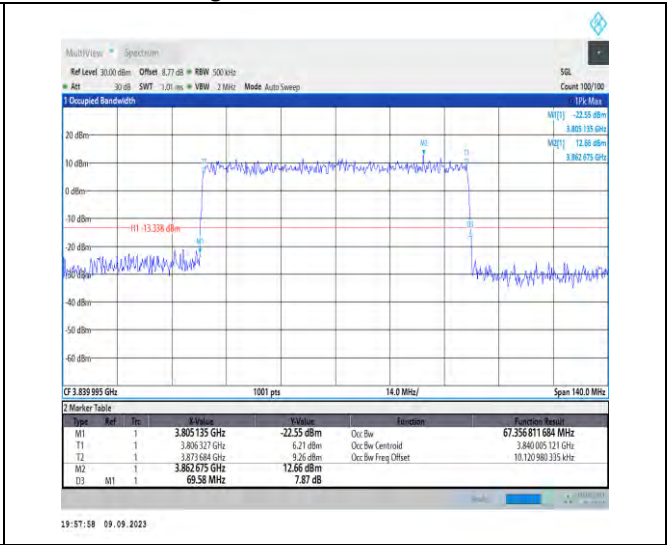 MultiView Spectrum
Ref Level 30.00 dBm Offset 8.77 dB RBW 500 kHz SGL
Att 30 dB SWT 1.01 ms VBW 2 MHz Mode Auto Sweep Count 100/100
1 Occupied Bandwidth 1Pk Max
M1[1] -22.55 dBm
3.805 135 GHz
20 dBm
M2[1] 12.66 dBm
3.862 675 GHz
M2
10 dBm
0 dBm
-10 dBm
H1 -13.338 dBm
D3
M1
-20 dBm
-30 dBm
-40 dBm
-50 dBm
-60 dBm
CF 3.839 995 GHz 1001 pts 14.0 MHz/ Span 140.0 MHz
2 Marker Table
Type Ref Trc X-Value Y-Value Function Function Result
M1 1 3.805 135 GHz -22.55 dBm Occ Bw 67.356 811 684 MHz
T1 1 3.806 327 GHz 6.21 dBm Occ Bw Centroid 3.840 005 121 GHz
T2 1 3.873 684 GHz 9.26 dBm Occ Bw Freq Offset 10.120 980 335 kHz
M2 1 3.862 675 GHz 12.66 dBm
D3 M1 1 69.58 MHz 7.87 dB
19:57:58 09.09.2023